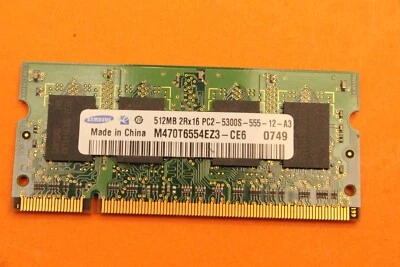 SAMSUNG
512MB 2Rx16 PC2-5300S-555-12-A3
Made in China M470T6554EZ3-CE6 0749